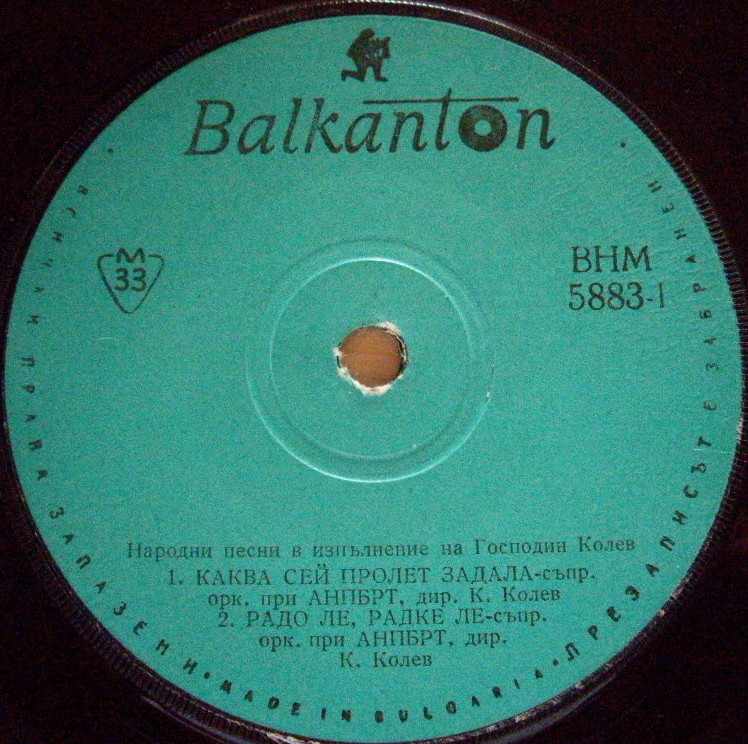 Balkanton
М
33
ВНМ
5883-1
Народни песни в изпълнение на Господин Колев
1. КАКВА СЕЙ ПРОЛЕТ ЗАДАЛА-съпр.
орк. при АНПБРТ, дир. К. Колев
2. РАДО ЛЕ, РАДКЕ ЛЕ-съпр.
орк. при АНПБРТ, дир.
К. Колев
ВСИЧКИ ПРАВА ЗАПАЗЕНИ • MADE IN BULGARIA • ПРЕЗАПИСЪТ Е ЗАБРАНЕН